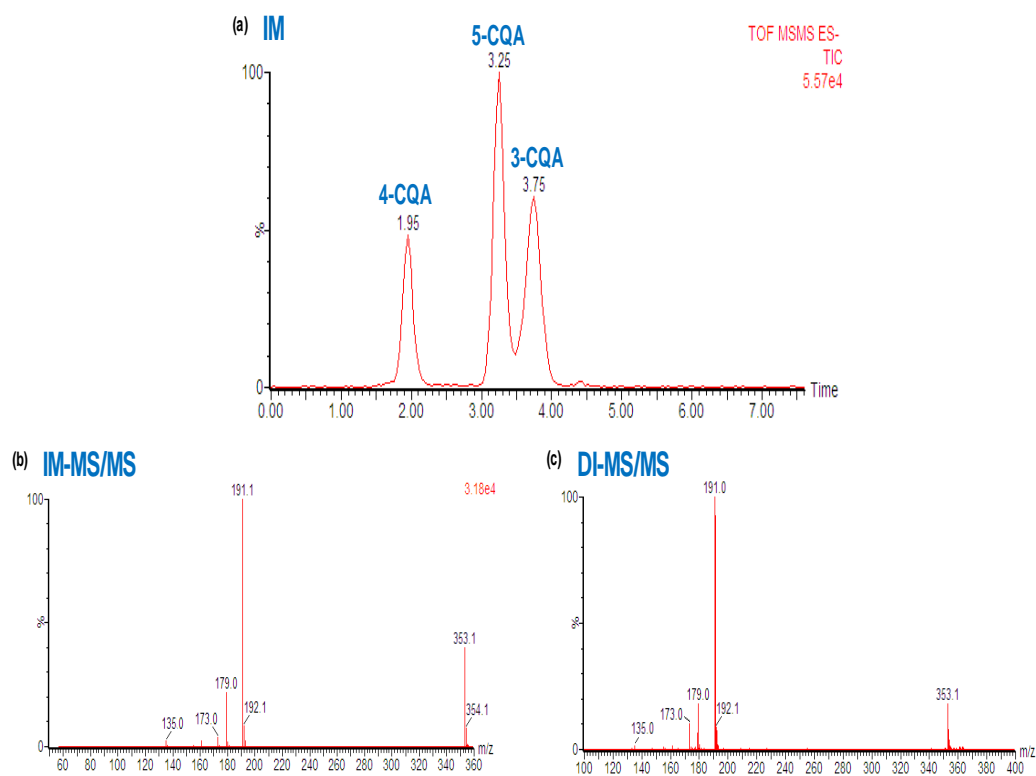 (a) IM
TOF MSMS ES-
TIC
5.57e4
5-CQA
3.25
100
3-CQA
3.75
4-CQA
1.95
%
0
Time
0.00 1.00 2.00 3.00 4.00 5.00 6.00 7.00
(b) IM-MS/MS
3.18e4
191.1
100
%
353.1
179.0
192.1
354.1
173.0
135.0
0
m/z
60 80 100 120 140 160 180 200 220 240 260 280 300 320 340 360
(c) DI-MS/MS
191.0
100
%
179.0
353.1
192.1
173.0
135.0
0
m/z
100 120 140 160 180 200 220 240 260 280 300 320 340 360 380 400